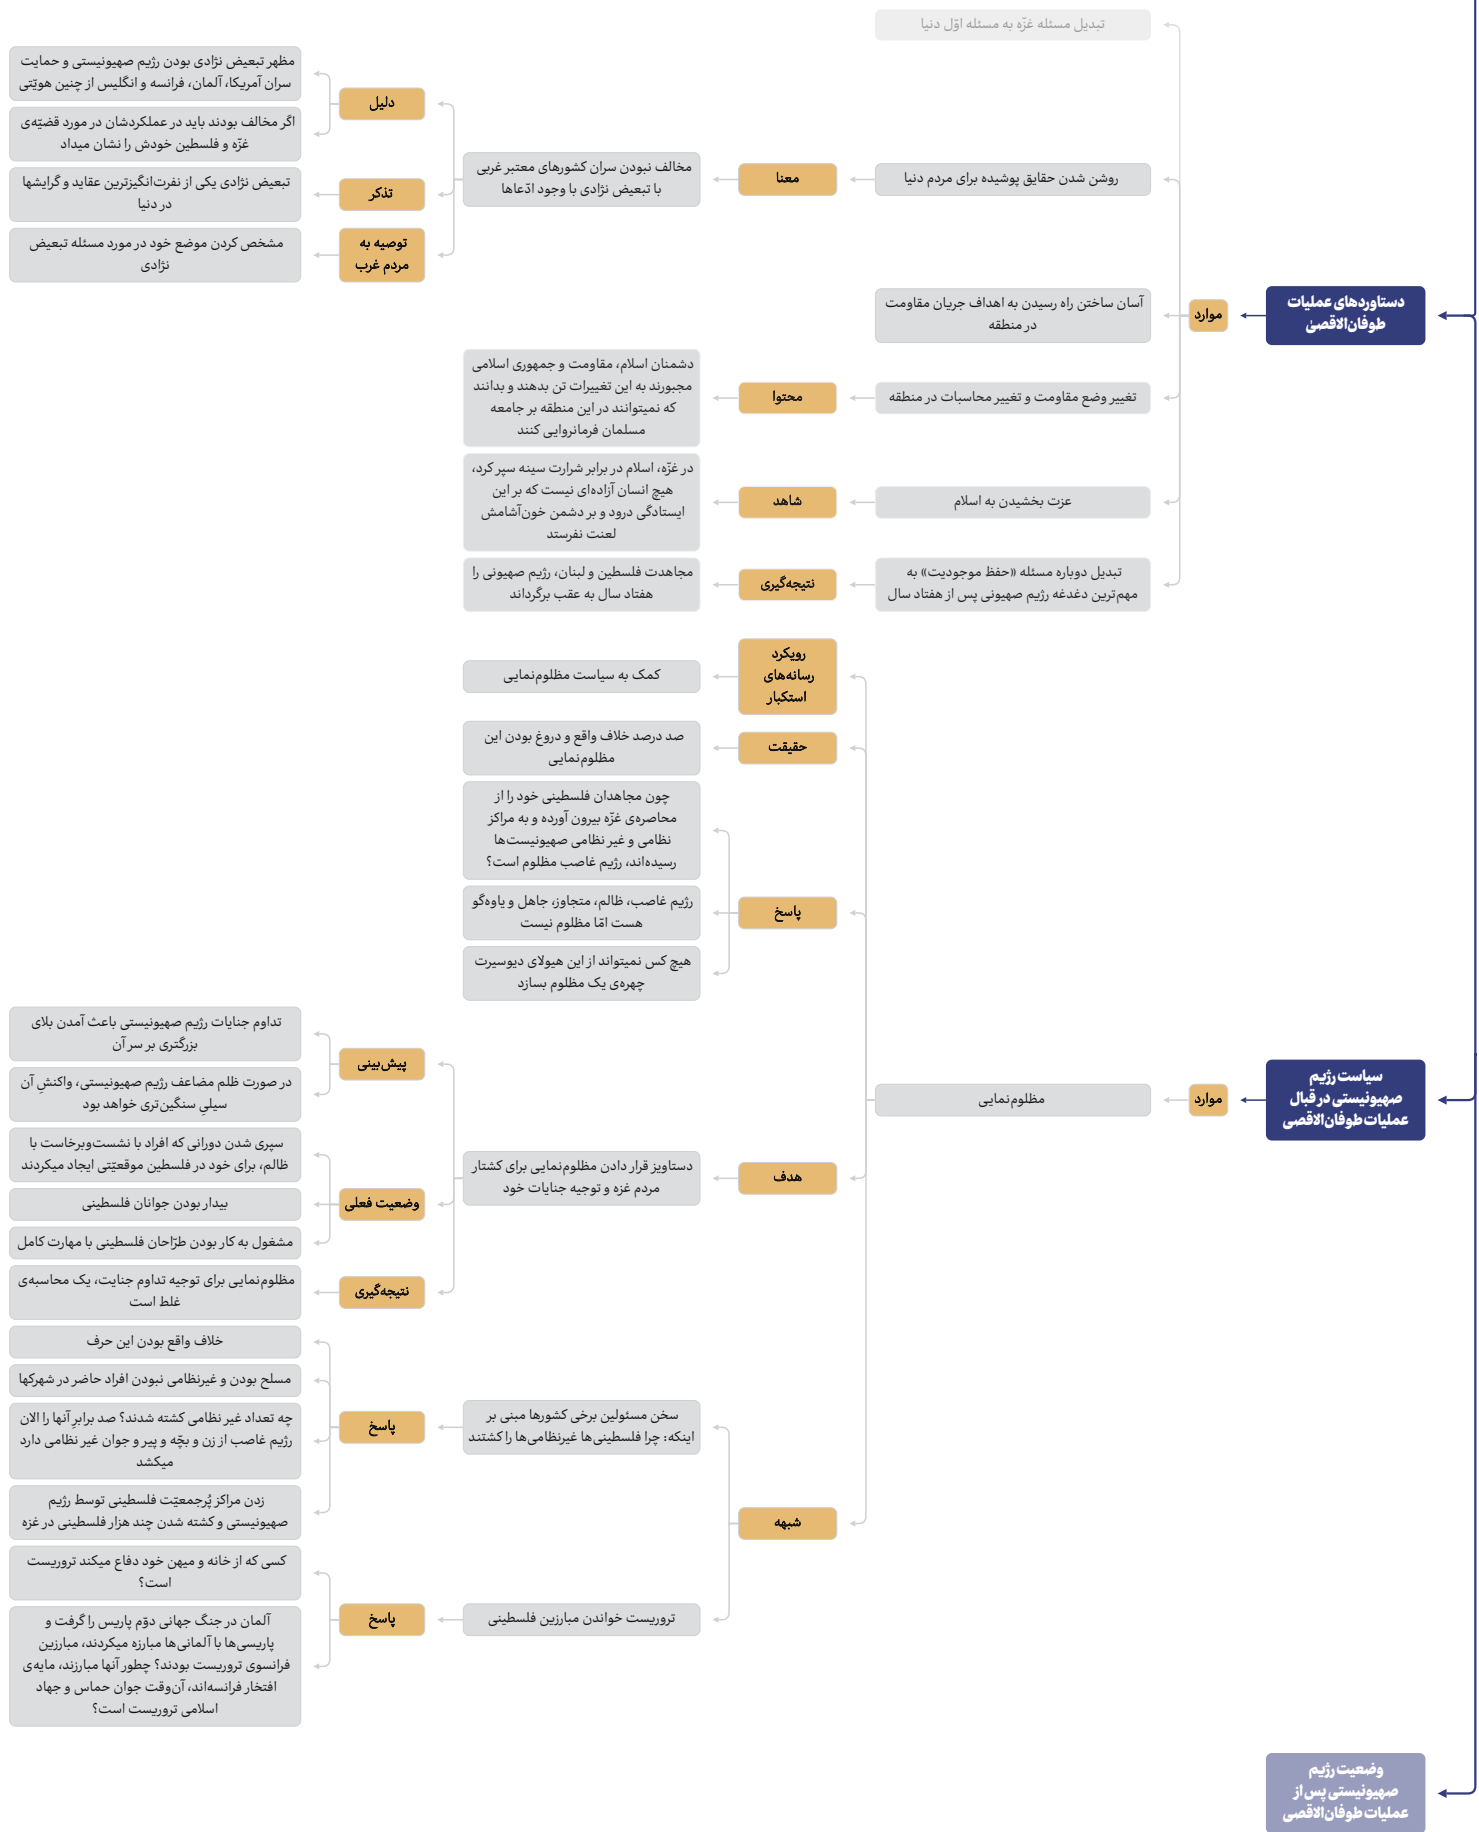 تبدیل مسئله غزّه به مسئله اوّل دنیا
دستاوردهای عملیات
طوفان‌الاقصیٰ
موارد
روشن شدن حقایق پوشیده برای مردم دنیا
معنا
مخالف نبودن سران کشورهای معتبر غربی
با تبعیض نژادی با وجود ادّعاها
دلیل
مظهر تبعیض نژادی بودن رژیم صهیونیستی و حمایت
سران آمریکا، آلمان، فرانسه و انگلیس از چنین هویّتی
اگر مخالف بودند باید در عملکردشان در مورد قضیّه‌ی
غزّه و فلسطین خودش را نشان میداد
تذکر
تبعیض نژادی یکی از نفرت‌انگیزترین عقاید و گرایشها
در دنیا
توصیه به
مردم غرب
مشخص کردن موضع خود در مورد مسئله تبعیض
نژادی
آسان ساختن راه رسیدن به اهداف جریان مقاومت
در منطقه
تغییر وضع مقاومت و تغییر محاسبات در منطقه
محتوا
دشمنان اسلام، مقاومت و جمهوری اسلامی
مجبورند به این تغییرات تن بدهند و بدانند
که نمیتوانند در این منطقه بر جامعه
مسلمان فرمانروایی کنند
عزت بخشیدن به اسلام
شاهد
در غزّه، اسلام در برابر شرارت سینه سپر کرد،
هیچ انسان آزاده‌ای نیست که بر این
ایستادگی درود و بر دشمن خون‌آشامش
لعنت نفرستد
تبدیل دوباره مسئله «حفظ موجودیت» به
مهم‌ترین دغدغه رژیم صهیونی پس از هفتاد سال
نتیجه‌گیری
مجاهدت فلسطین و لبنان، رژیم صهیونی را
هفتاد سال به عقب برگرداند
سیاست رژیم
صهیونیستی در قبال
عملیات طوفان‌الاقصی
موارد
مظلوم‌نمایی
رویکرد
رسانه‌های
استکبار
کمک به سیاست مظلوم‌نمایی
حقیقت
صد درصد خلاف واقع و دروغ بودن این
مظلوم‌نمایی
پاسخ
چون مجاهدان فلسطینی خود را از
محاصره‌ی غزّه بیرون آورده و به مراکز
نظامی و غیر نظامی صهیونیست‌ها
رسیده‌اند، رژیم غاصب مظلوم است؟
رژیم غاصب، ظالم، متجاوز، جاهل و یاوه‌گو
هست امّا مظلوم نیست
هیچ کس نمیتواند از این هیولای دیوسیرت
چهره‌ی یک مظلوم بسازد
هدف
دستاویز قرار دادن مظلوم‌نمایی برای کشتار
مردم غزه و توجیه جنایات خود
پیش‌بینی
تداوم جنایات رژیم صهیونیستی باعث آمدن بلای
بزرگتری بر سر آن
در صورت ظلم مضاعف رژیم صهیونیستی، واکنشِ آن
سیلیِ سنگین‌تری خواهد بود
وضعیت فعلی
سپری شدن دورانی که افراد با نشست‌وبرخاست با
ظالم، برای خود در فلسطین موقعیّتی ایجاد میکردند
بیدار بودن جوانان فلسطینی
مشغول به کار بودن طرّاحان فلسطینی با مهارت کامل
نتیجه‌گیری
مظلوم‌نمایی برای توجیه تداوم جنایت، یک محاسبه‌ی
غلط است
شبهه
سخن مسئولین برخی کشورها مبنی بر
اینکه: چرا فلسطینی‌ها غیرنظامی‌ها را کشتند
پاسخ
خلاف واقع بودن این حرف
مسلح بودن و غیرنظامی نبودن افراد حاضر در شهرکها
چه تعداد غیر نظامی کشته شدند؟ صد برابرِ آنها را الان
رژیم غاصب از زن و بچّه و پیر و جوان غیر نظامی دارد
میکشد
زدن مراکز پُرجمعیّت فلسطینی توسط رژیم
صهیونیستی و کشته شدن چند هزار فلسطینی در غزه
تروریست خواندن مبارزین فلسطینی
پاسخ
کسی که از خانه و میهن خود دفاع میکند تروریست
است؟
آلمان در جنگ جهانی دوّم پاریس را گرفت و
پاریسی‌ها با آلمانی‌ها مبارزه میکردند، مبارزین
فرانسوی تروریست بودند؟ چطور آنها مبارزند، مایه‌ی
افتخار فرانسه‌اند، آن‌وقت جوان حماس و جهاد
اسلامی تروریست است؟
وضعیت رژیم
صهیونیستی پس از
عملیات طوفان‌الاقصی